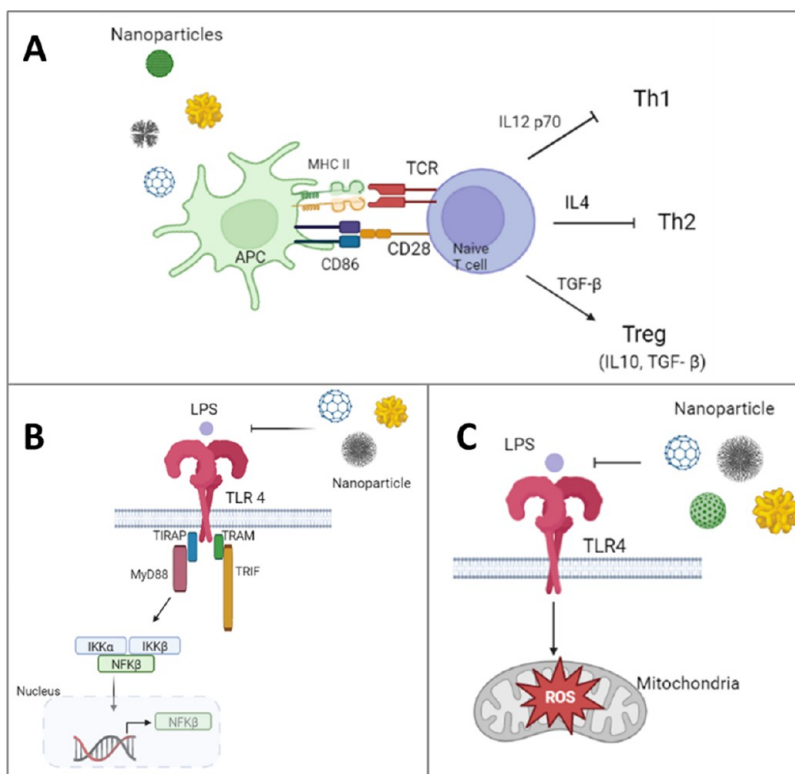 A
Nanoparticles
MHC II
TCR
APC
CD86
CD28
Naive
T cell
IL12 p70
Th1
IL4
Th2
TGF-β
Treg
(IL10, TGF- β)
B
LPS
Nanoparticle
TLR 4
TIRAP
TRAM
MyD88
TRIF
IKKα
IKKβ
NFKβ
Nucleus
NFKβ
C
Nanoparticle
LPS
TLR4
Mitochondria
ROS